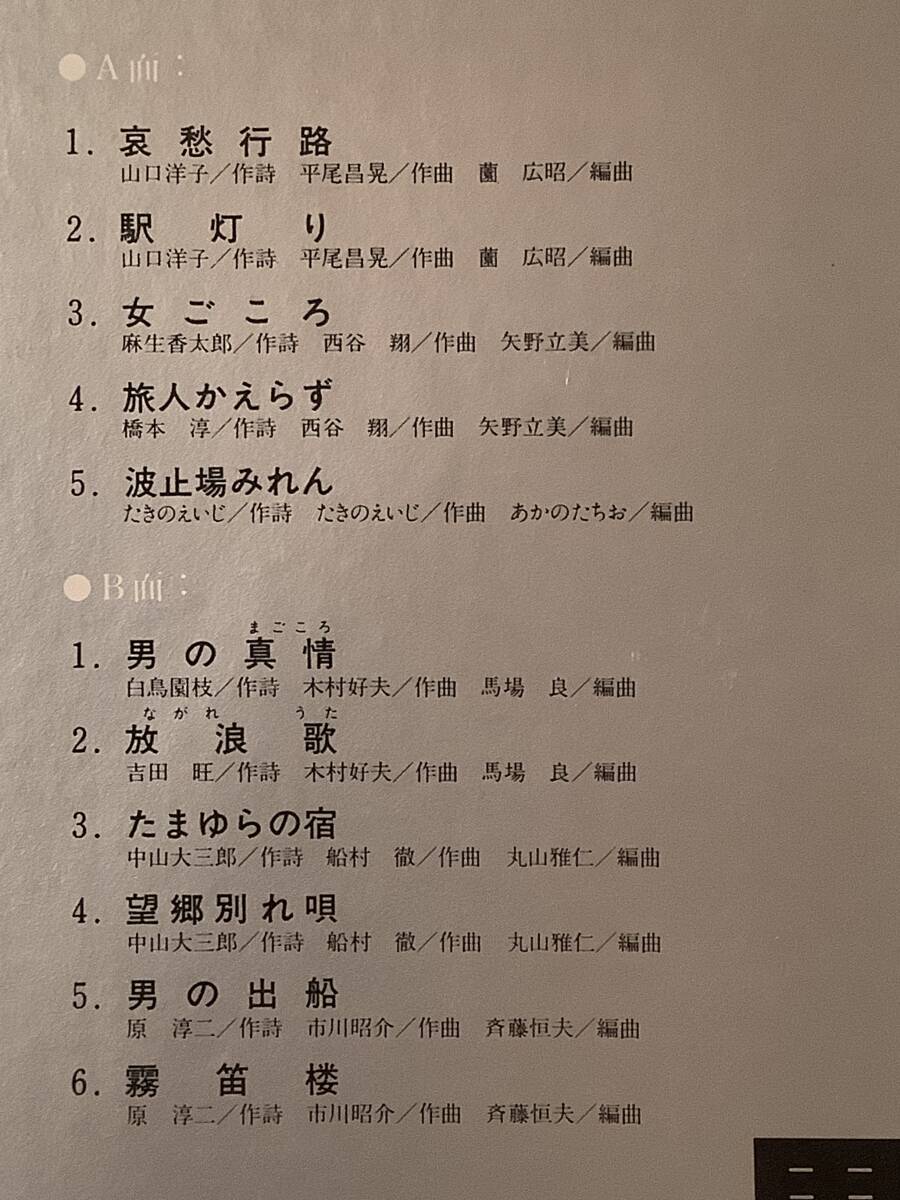 ●A面：
1. 哀愁行路
山口洋子／作詩　平尾昌晃／作曲　薗　広昭／編曲
2. 駅灯り
山口洋子／作詩　平尾昌晃／作曲　薗　広昭／編曲
3. 女ごころ
麻生香太郎／作詩　西谷　翔／作曲　矢野立美／編曲
4. 旅人かえらず
橋本　淳／作詩　西谷　翔／作曲　矢野立美／編曲
5. 波止場みれん
たきのえいじ／作詩　たきのえいじ／作曲　あかのたちお／編曲
●B面：
まごころ
1. 男の真情
白鳥園枝／作詩　木村好夫／作曲　馬場　良／編曲
ながれ　うた
2. 放浪歌
吉田　旺／作詩　木村好夫／作曲　馬場　良／編曲
3. たまゆらの宿
中山大三郎／作詩　船村　徹／作曲　丸山雅仁／編曲
4. 望郷別れ唄
中山大三郎／作詩　船村　徹／作曲　丸山雅仁／編曲
5. 男の出船
原　淳二／作詩　市川昭介／作曲　斉藤恒夫／編曲
6. 霧笛楼
原　淳二／作詩　市川昭介／作曲　斉藤恒夫／編曲